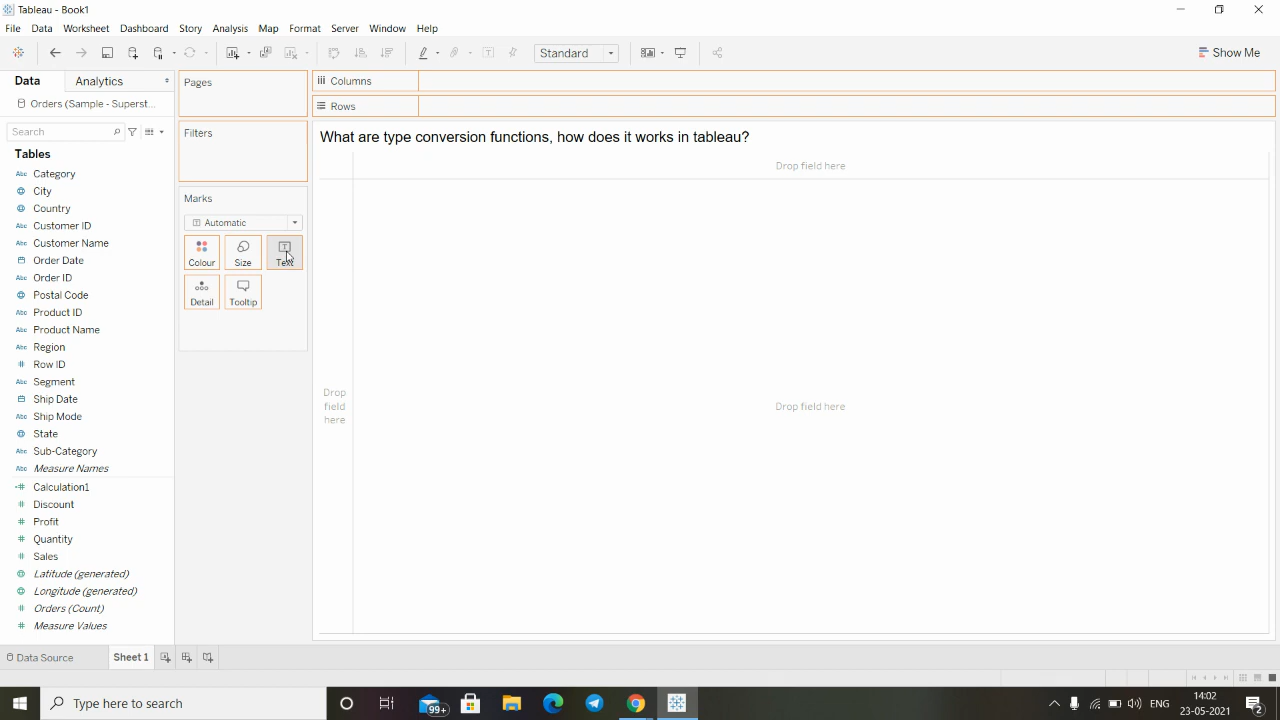 Tableau - Book1
File Data Worksheet Dashboard Story Analysis Map Format Server Window Help
Standard
Show Me
Data Analytics
Pages
Columns
Orders (Sample - Superst...
Rows
Search
Filters
What are type conversion functions, how does it works in tableau?
Tables
Drop field here
Category
City
Country
Customer ID
Customer Name
Order Date
Order ID
Postal Code
Product ID
Product Name
Region
Row ID
Segment
Ship Date
Ship Mode
State
Sub-Category
Measure Names
Calculation1
Discount
Profit
Quantity
Sales
Latitude (generated)
Longitude (generated)
Orders (Count)
Measure Values
Marks
Automatic
Colour Size Text
Detail Tooltip
Drop
field
here
Drop field here
Data Source Sheet 1
Type here to search
99+
ENG
14:02
23-05-2021
2